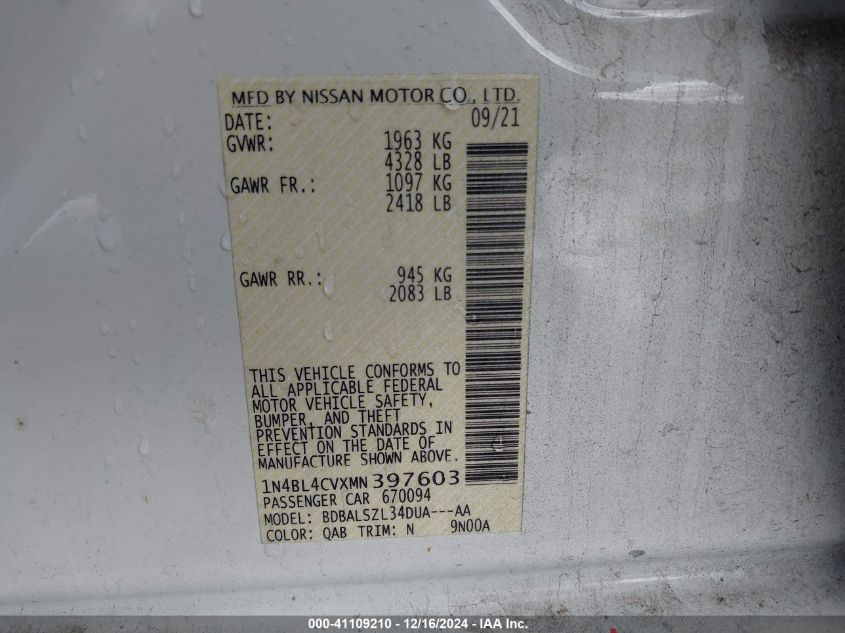 MFD BY NISSAN MOTOR CO., LTD.
DATE: 09/21
GVWR: 1963 KG
4328 LB
GAWR FR.: 1097 KG
2418 LB
GAWR RR.: 945 KG
2083 LB
THIS VEHICLE CONFORMS TO
ALL APPLICABLE FEDERAL
MOTOR VEHICLE SAFETY,
BUMPER, AND THEFT
PREVENTION STANDARDS IN
EFFECT ON THE DATE OF
MANUFACTURE SHOWN ABOVE.
1N4BL4CVXMN397603
PASSENGER CAR 670094
MODEL: BDBALSZL34DUA---AA
COLOR: QAB TRIM: N 9N00A
000-41109210 - 12/16/2024 - IAA Inc.